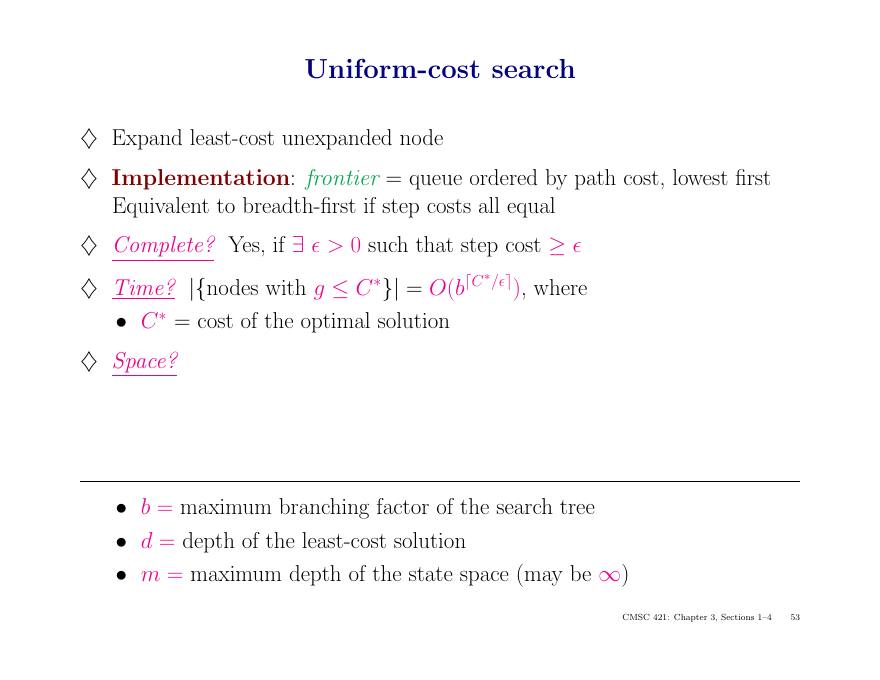 Uniform-cost search
♢ Expand least-cost unexpanded node
♢ Implementation: frontier = queue ordered by path cost, lowest first
Equivalent to breadth-first if step costs all equal
♢ Complete? Yes, if ∃ ϵ > 0 such that step cost ≥ ϵ
♢ Time? |{nodes with g ≤ C*}| = O(b^⌈C*/ϵ⌉), where
• C* = cost of the optimal solution
♢ Space?
• b = maximum branching factor of the search tree
• d = depth of the least-cost solution
• m = maximum depth of the state space (may be ∞)
CMSC 421: Chapter 3, Sections 1–4 53